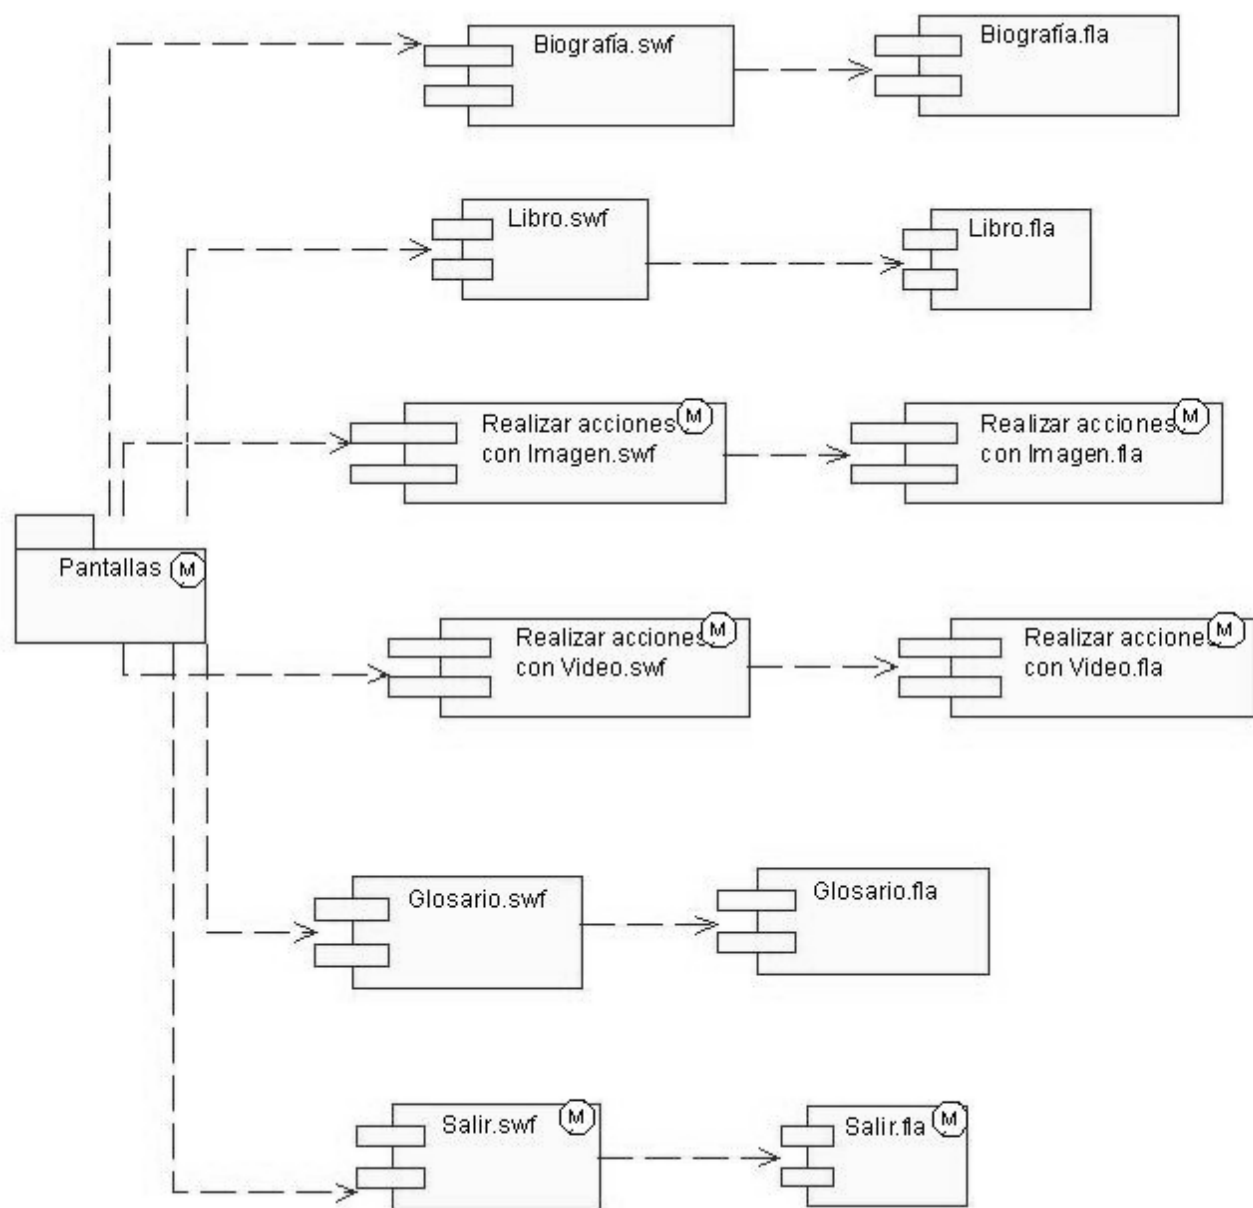 Biografía.swf
Biografía.fla
Libro.swf
Libro.fla
Realizar acciones
con Imagen.swf
M
Realizar acciones
con Imagen.fla
M
Pantallas
M
Realizar acciones
con Video.swf
M
Realizar acciones
con Video.fla
M
Glosario.swf
Glosario.fla
Salir.swf
M
Salir.fla
M